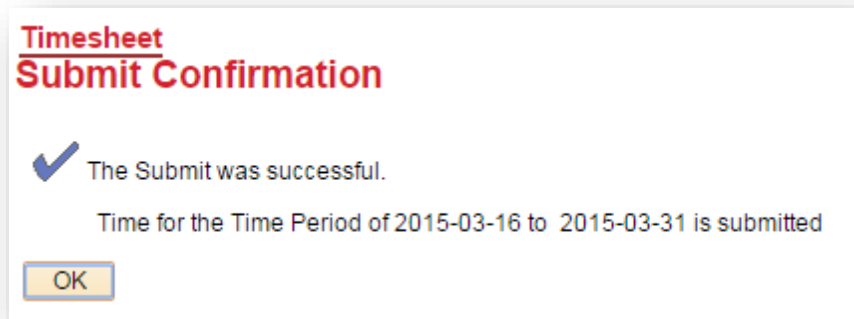 Timesheet
Submit Confirmation
The Submit was successful.
Time for the Time Period of 2015-03-16 to 2015-03-31 is submitted
OK